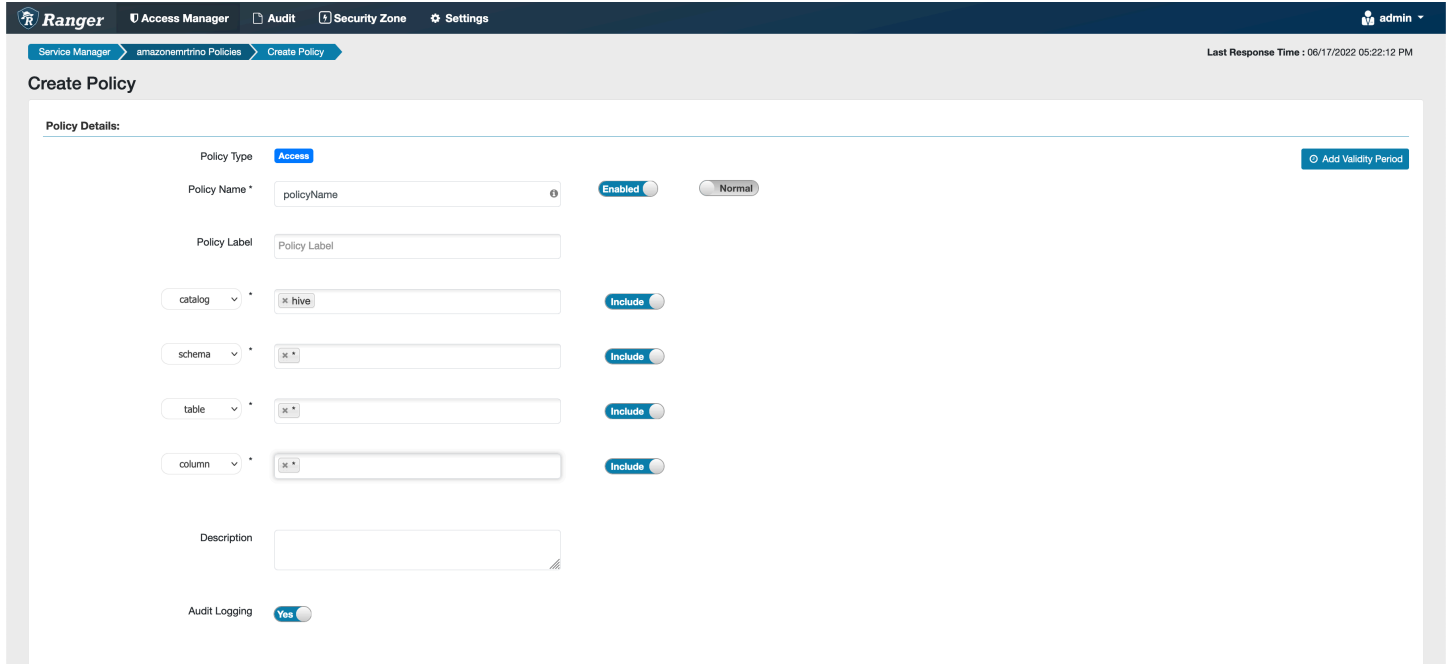 Ranger Access Manager Audit Security Zone Settings admin
Service Manager amazonemrtrino Policies Create Policy Last Response Time : 06/17/2022 05:22:12 PM
Create Policy
Policy Details:
Policy Type Access Add Validity Period
Policy Name * policyName Enabled Normal
Policy Label Policy Label
catalog * × hive Include
schema * × * Include
table * × * Include
column * × * Include
Description
Audit Logging Yes